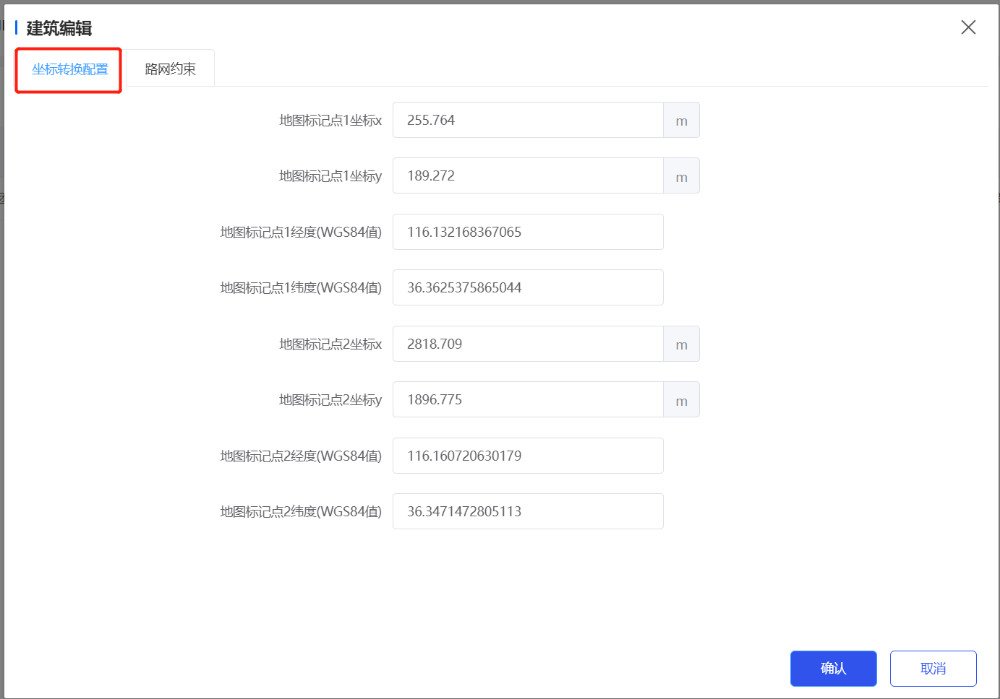 建筑编辑
坐标转换配置 路网约束
地图标记点1坐标x 255.764 m
地图标记点1坐标y 189.272 m
地图标记点1经度(WGS84值) 116.132168367065
地图标记点1纬度(WGS84值) 36.3625375865044
地图标记点2坐标x 2818.709 m
地图标记点2坐标y 1896.775 m
地图标记点2经度(WGS84值) 116.160720630179
地图标记点2纬度(WGS84值) 36.3471472805113
确认 取消